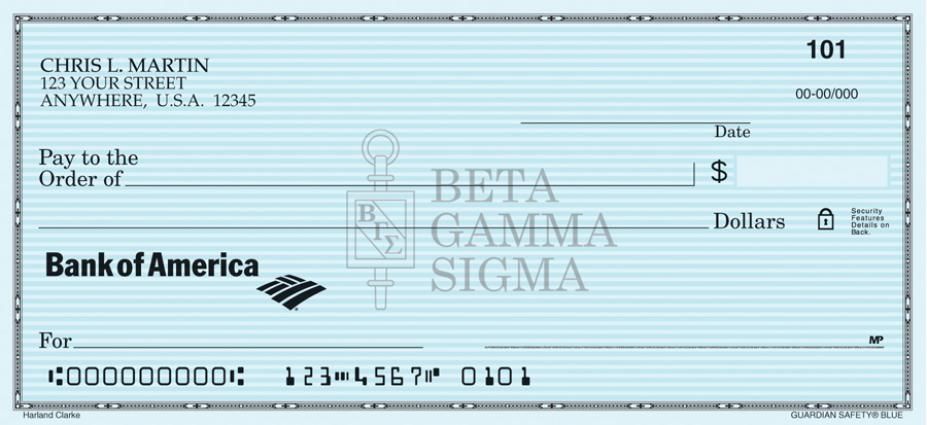 101
CHRIS L. MARTIN
123 YOUR STREET
ANYWHERE, U.S.A. 12345
00-00/000
Date
Pay to the
Order of
$
BETA
GAMMA
SIGMA
ΒΓΣ
Dollars
Security
Features
Details on
Back.
Bank of America
For
MP
⑆000000000⑆ 123⑉4567⑈ 0101
Harland Clarke
GUARDIAN SAFETY® BLUE